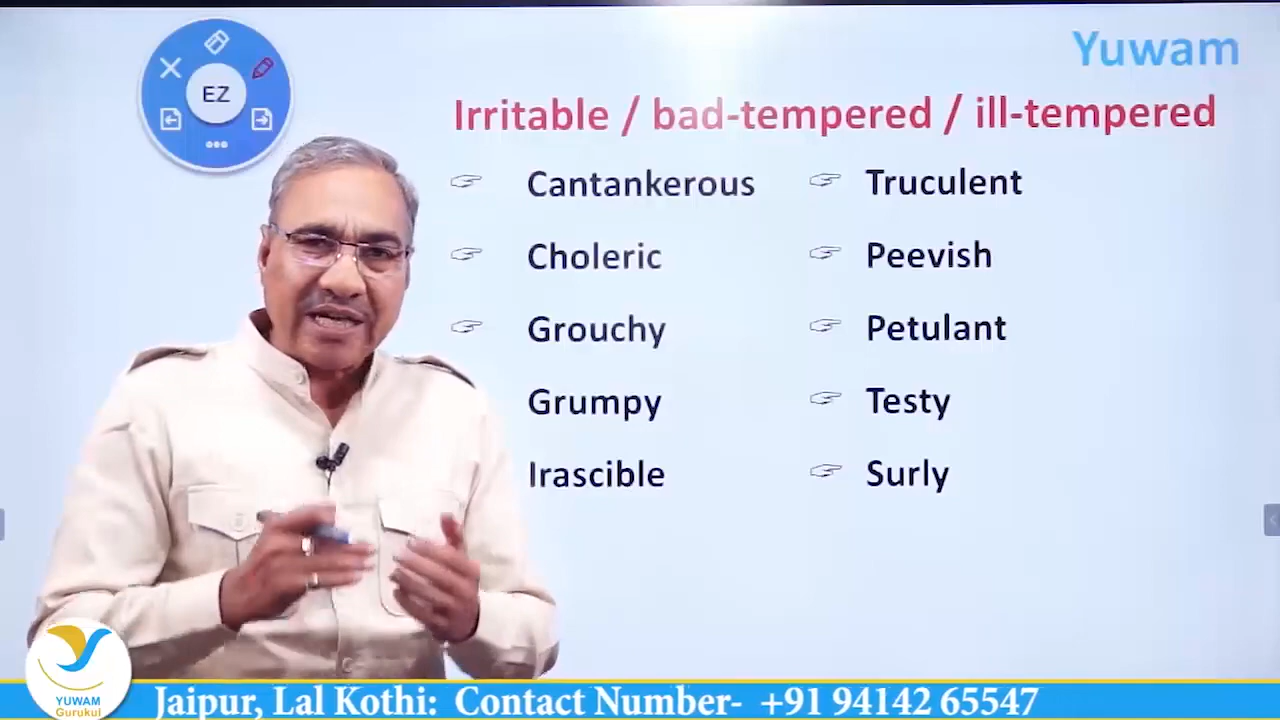 Yuwam
EZ
Irritable / bad-tempered / ill-tempered
Cantankerous
Choleric
Grouchy
Grumpy
Irascible
Truculent
Peevish
Petulant
Testy
Surly
YUWAM
Gurukul
Jaipur, Lal Kothi: Contact Number- +91 94142 65547